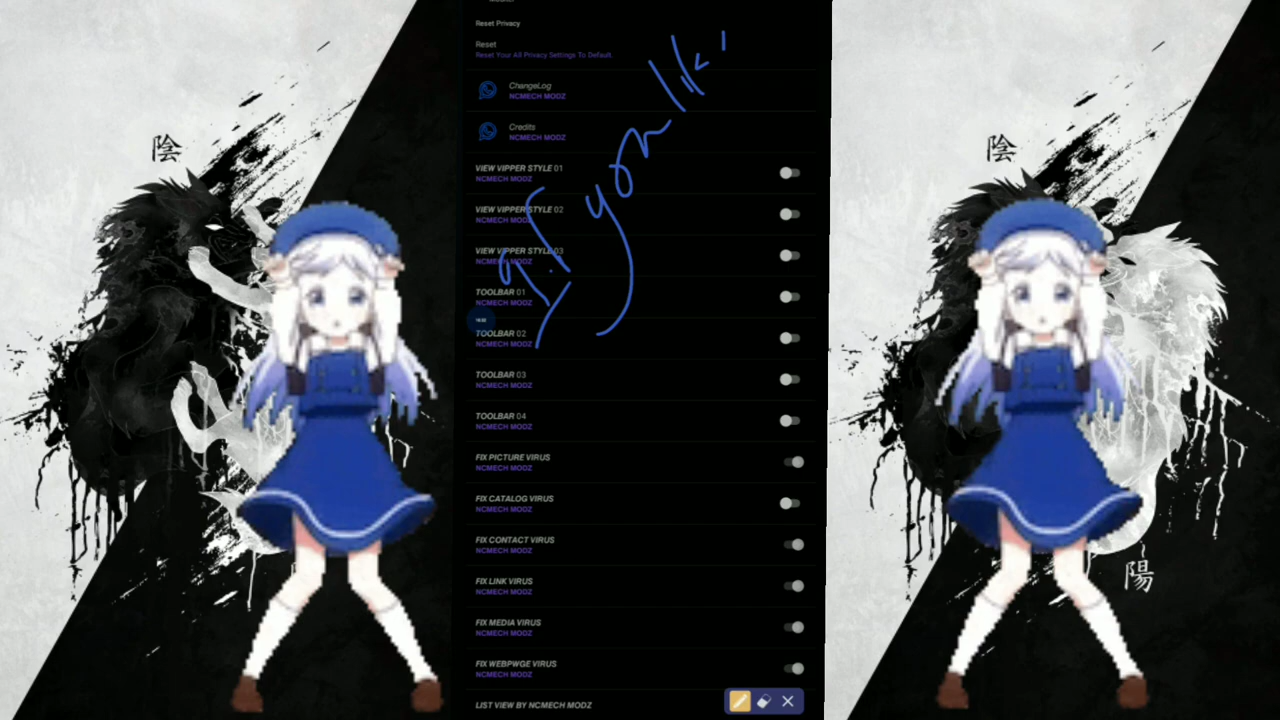 陰
Reset Privacy
Reset
Reset Your All Privacy Settings To Default.
ChangeLog
NCMECH MODZ
Credits
NCMECH MODZ
VIEW VIPPER STYLE 01
NCMECH MODZ
VIEW VIPPER STYLE 02
NCMECH MODZ
VIEW VIPPER STYLE 03
NCMECH MODZ
TOOLBAR 01
NCMECH MODZ
TOOLBAR 02
NCMECH MODZ
TOOLBAR 03
NCMECH MODZ
TOOLBAR 04
NCMECH MODZ
FIX PICTURE VIRUS
NCMECH MODZ
FIX CATALOG VIRUS
NCMECH MODZ
FIX CONTACT VIRUS
NCMECH MODZ
FIX LINK VIRUS
NCMECH MODZ
FIX MEDIA VIRUS
NCMECH MODZ
FIX WEBPWGE VIRUS
NCMECH MODZ
LIST VIEW BY NCMECH MODZ
you
陰
陽